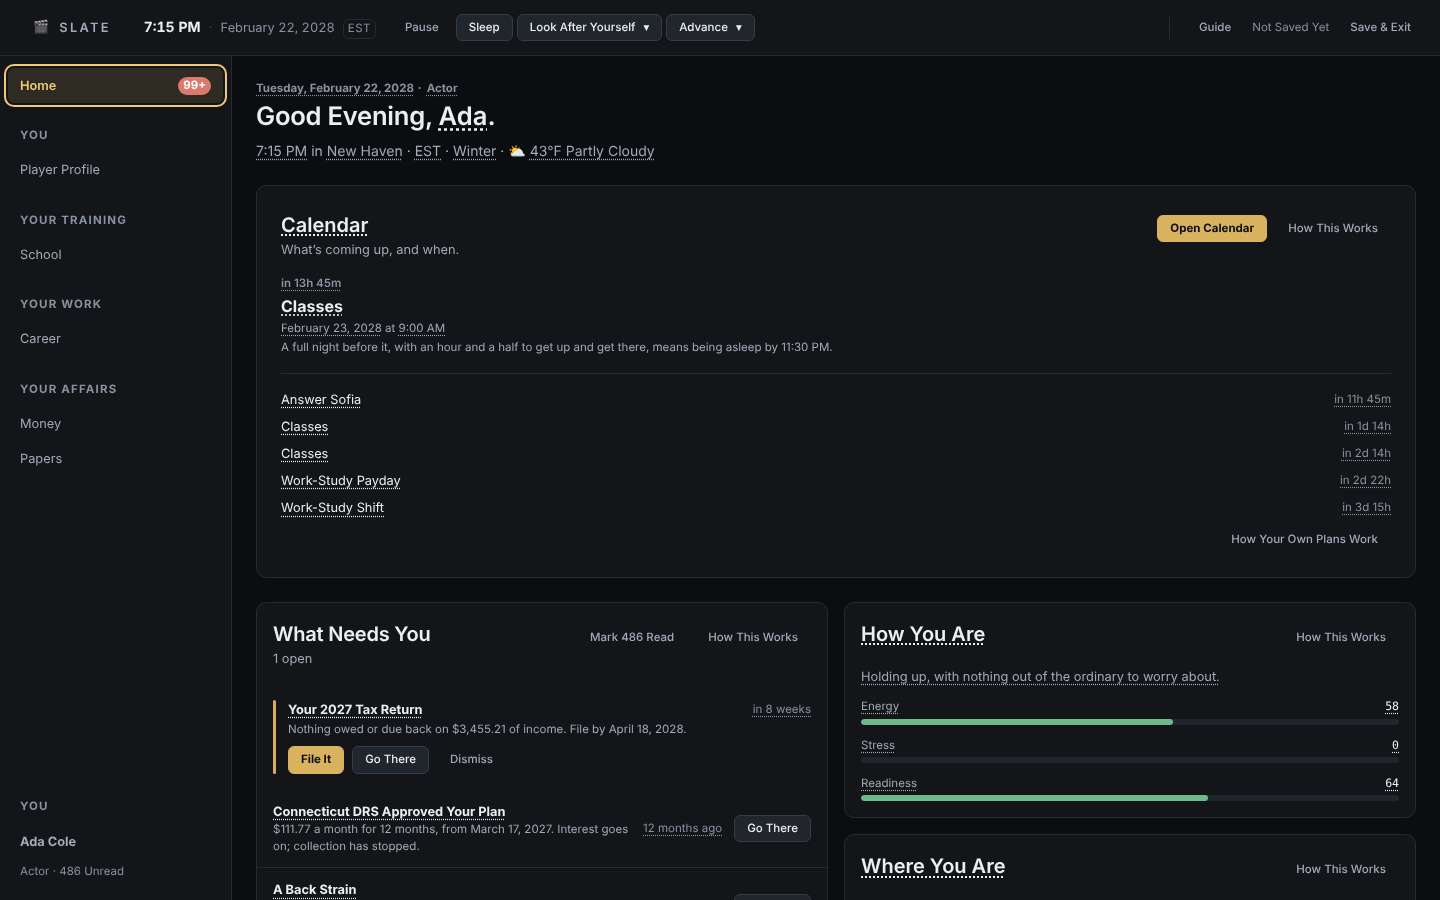 SLATE
7:15 PM · February 22, 2028 EST
Pause
Sleep
Look After Yourself ▾
Advance ▾
Guide
Not Saved Yet
Save & Exit
Home
99+
YOU
Player Profile
YOUR TRAINING
School
YOUR WORK
Career
YOUR AFFAIRS
Money
Papers
YOU
Ada Cole
Actor · 486 Unread
Tuesday, February 22, 2028 · Actor
Good Evening, Ada.
7:15 PM in New Haven · EST · Winter · 43°F Partly Cloudy
Calendar
What's coming up, and when.
Open Calendar
How This Works
in 13h 45m
Classes
February 23, 2028 at 9:00 AM
A full night before it, with an hour and a half to get up and get there, means being asleep by 11:30 PM.
Answer Sofia in 11h 45m
Classes in 1d 14h
Classes in 2d 14h
Work-Study Payday in 2d 22h
Work-Study Shift in 3d 15h
How Your Own Plans Work
What Needs You
Mark 486 Read
How This Works
1 open
Your 2027 Tax Return in 8 weeks
Nothing owed or due back on $3,455.21 of income. File by April 18, 2028.
File It
Go There
Dismiss
Connecticut DRS Approved Your Plan
$111.77 a month for 12 months, from March 17, 2027. Interest goes
on; collection has stopped.
12 months ago
Go There
A Back Strain
How You Are
How This Works
Holding up, with nothing out of the ordinary to worry about.
Energy 58
Stress 0
Readiness 64
Where You Are
How This Works